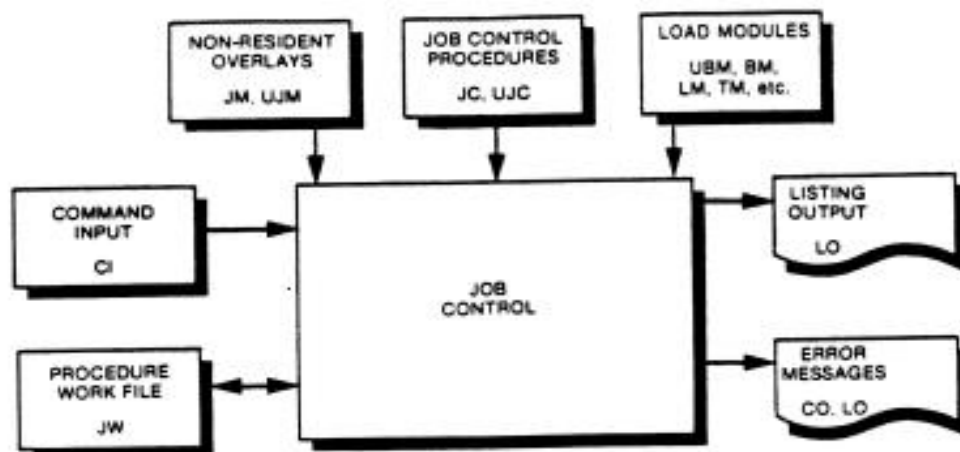 NON-RESIDENT
OVERLAYS
JM, UJM
JOB CONTROL
PROCEDURES
JC, UJC
LOAD MODULES
UBM, BM,
LM, TM, etc.
COMMAND
INPUT
CI
LISTING
OUTPUT
LO
JOB
CONTROL
PROCEDURE
WORK FILE
JW
ERROR
MESSAGES
CO, LO